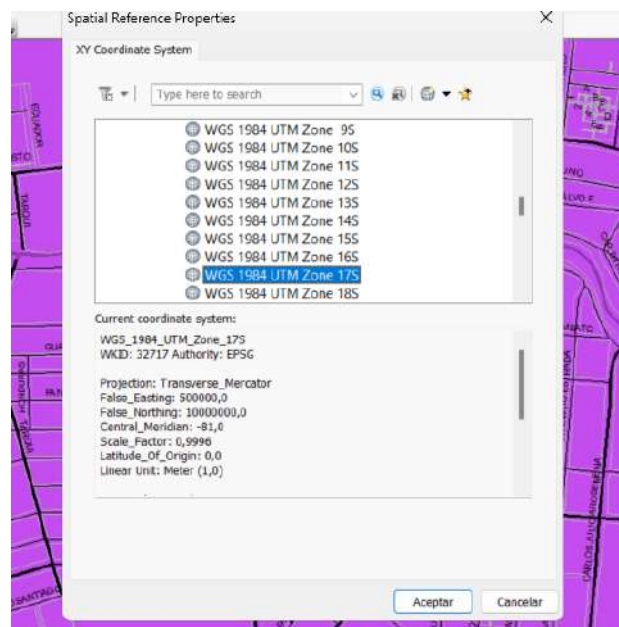 Spatial Reference Properties
XY Coordinate System
Type here to search
WGS 1984 UTM Zone 9S
WGS 1984 UTM Zone 10S
WGS 1984 UTM Zone 11S
WGS 1984 UTM Zone 12S
WGS 1984 UTM Zone 13S
WGS 1984 UTM Zone 14S
WGS 1984 UTM Zone 15S
WGS 1984 UTM Zone 16S
WGS 1984 UTM Zone 17S
WGS 1984 UTM Zone 18S
Current coordinate system:
WGS_1984_UTM_Zone_17S
WKID: 32717 Authority: EPSG
Projection: Transverse_Mercator
False_Easting: 500000,0
False_Northing: 10000000,0
Central_Meridian: -81,0
Scale_Factor: 0,9996
Latitude_Of_Origin: 0,0
Linear Unit: Meter (1,0)
Aceptar
Cancelar
ECUADOR
TARQUI